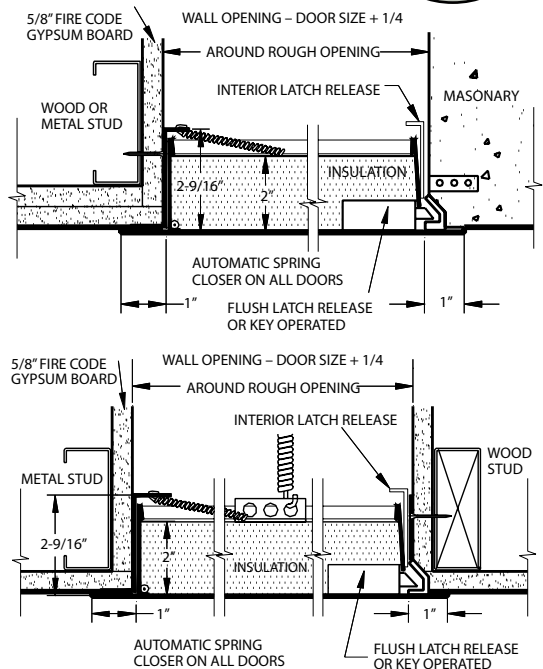 5/8" FIRE CODE
GYPSUM BOARD
WALL OPENING – DOOR SIZE + 1/4
AROUND ROUGH OPENING
INTERIOR LATCH RELEASE
MASONARY
WOOD OR
METAL STUD
2-9/16"
2"
INSULATION
AUTOMATIC SPRING
CLOSER ON ALL DOORS
1"
1"
FLUSH LATCH RELEASE
OR KEY OPERATED
5/8" FIRE CODE
GYPSUM BOARD
WALL OPENING – DOOR SIZE + 1/4
AROUND ROUGH OPENING
INTERIOR LATCH RELEASE
WOOD
STUD
METAL STUD
2-9/16"
2"
INSULATION
1"
1"
AUTOMATIC SPRING
CLOSER ON ALL DOORS
FLUSH LATCH RELEASE
OR KEY OPERATED